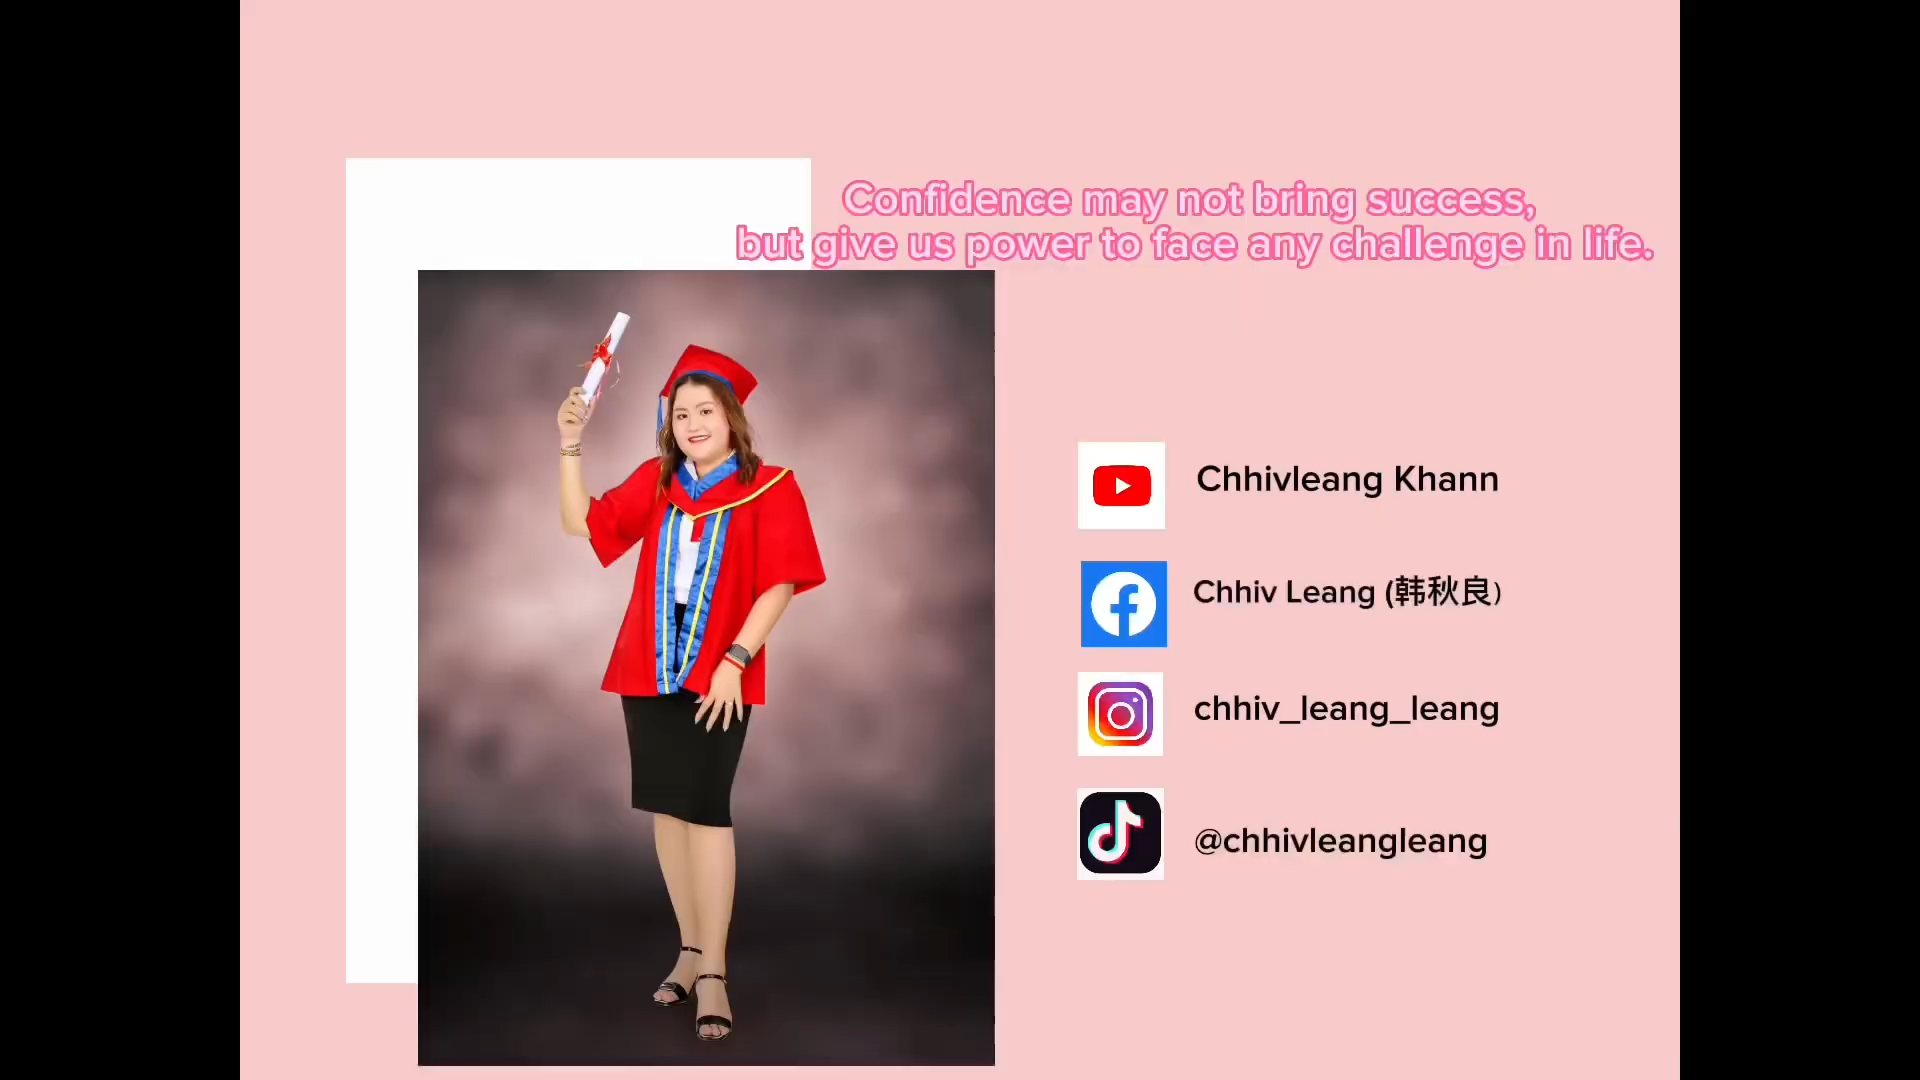 Confidence may not bring success,
but give us power to face any challenge in life.
Chhivleang Khann
Chhiv Leang (韩秋良)
chhiv_leang_leang
@chhivleangleang